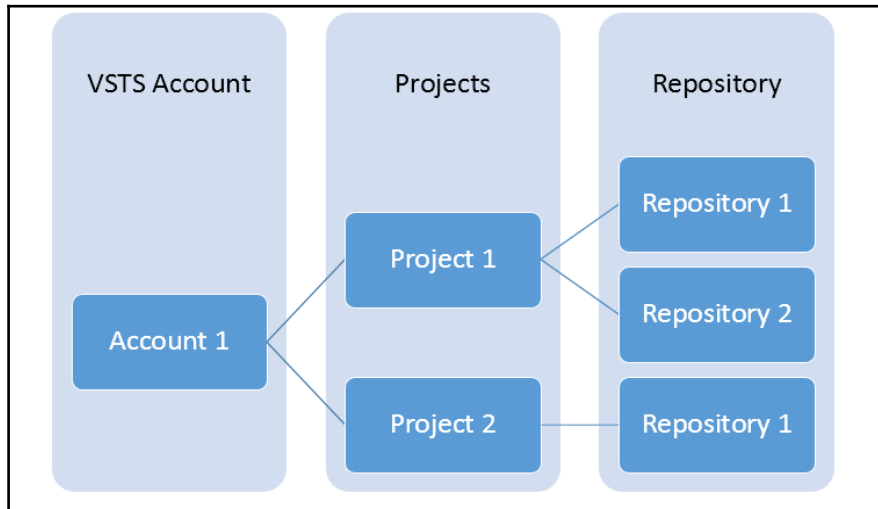 VSTS Account
Projects
Repository
Account 1
Project 1
Project 2
Repository 1
Repository 2
Repository 1